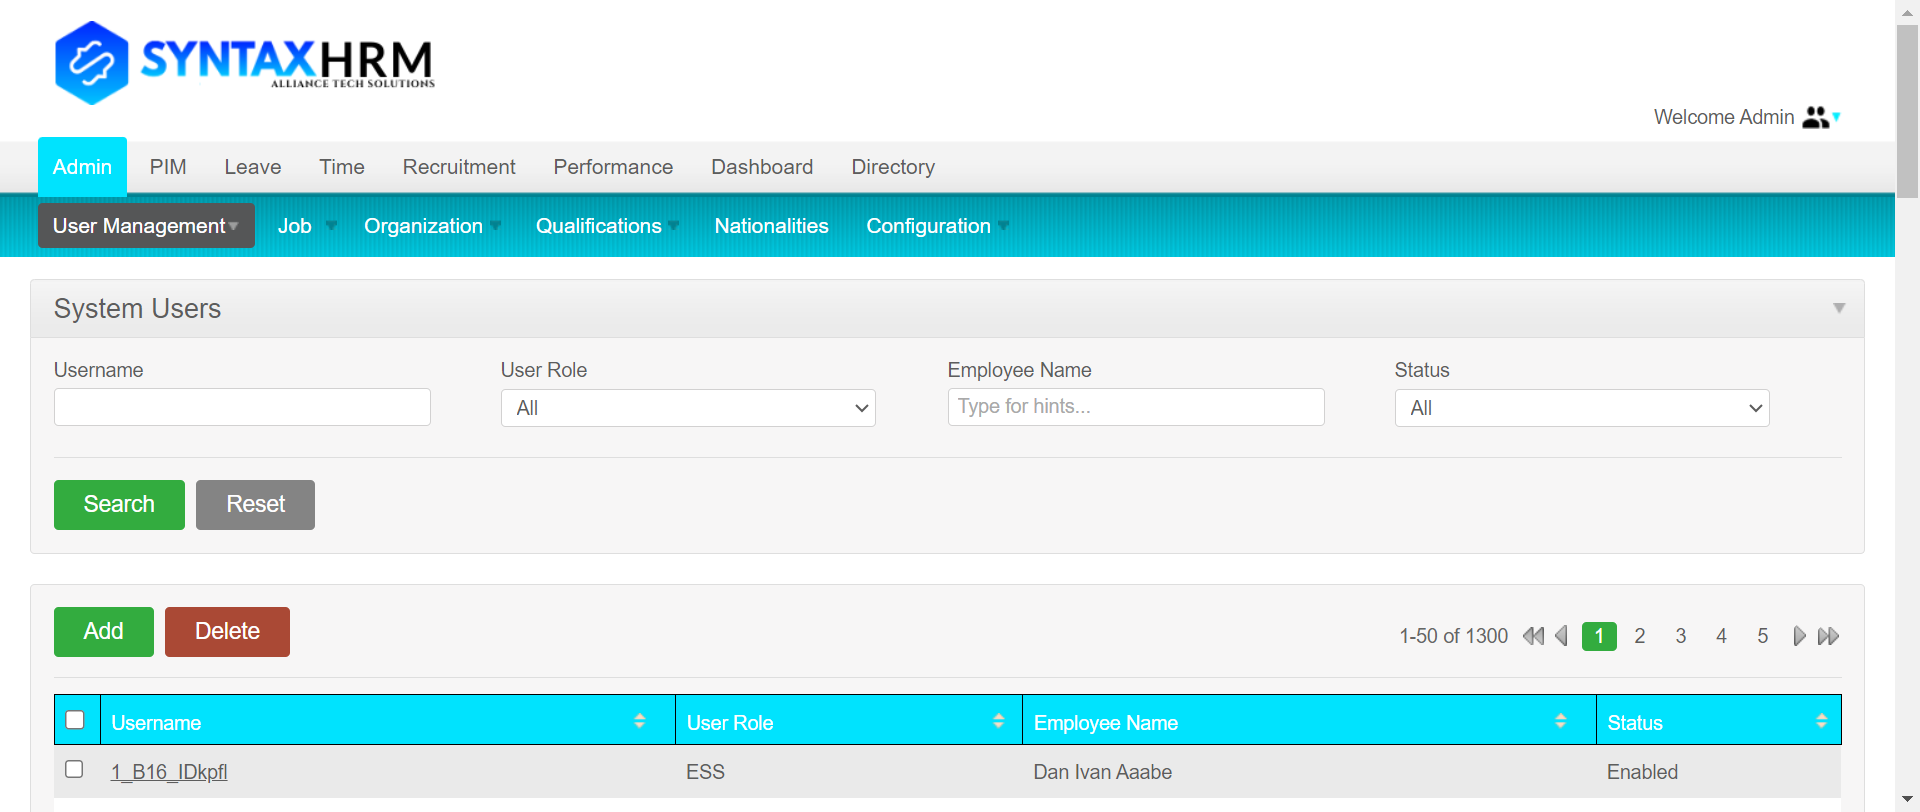 SYNTAXHRM
ALLIANCE TECH SOLUTIONS
Welcome Admin
Admin PIM Leave Time Recruitment Performance Dashboard Directory
User Management Job Organization Qualifications Nationalities Configuration
System Users
Username User Role Employee Name Status
All Type for hints... All
Search Reset
Add Delete 1-50 of 1300 1 2 3 4 5
Username User Role Employee Name Status
1_B16_IDkpfl ESS Dan Ivan Aaabe Enabled